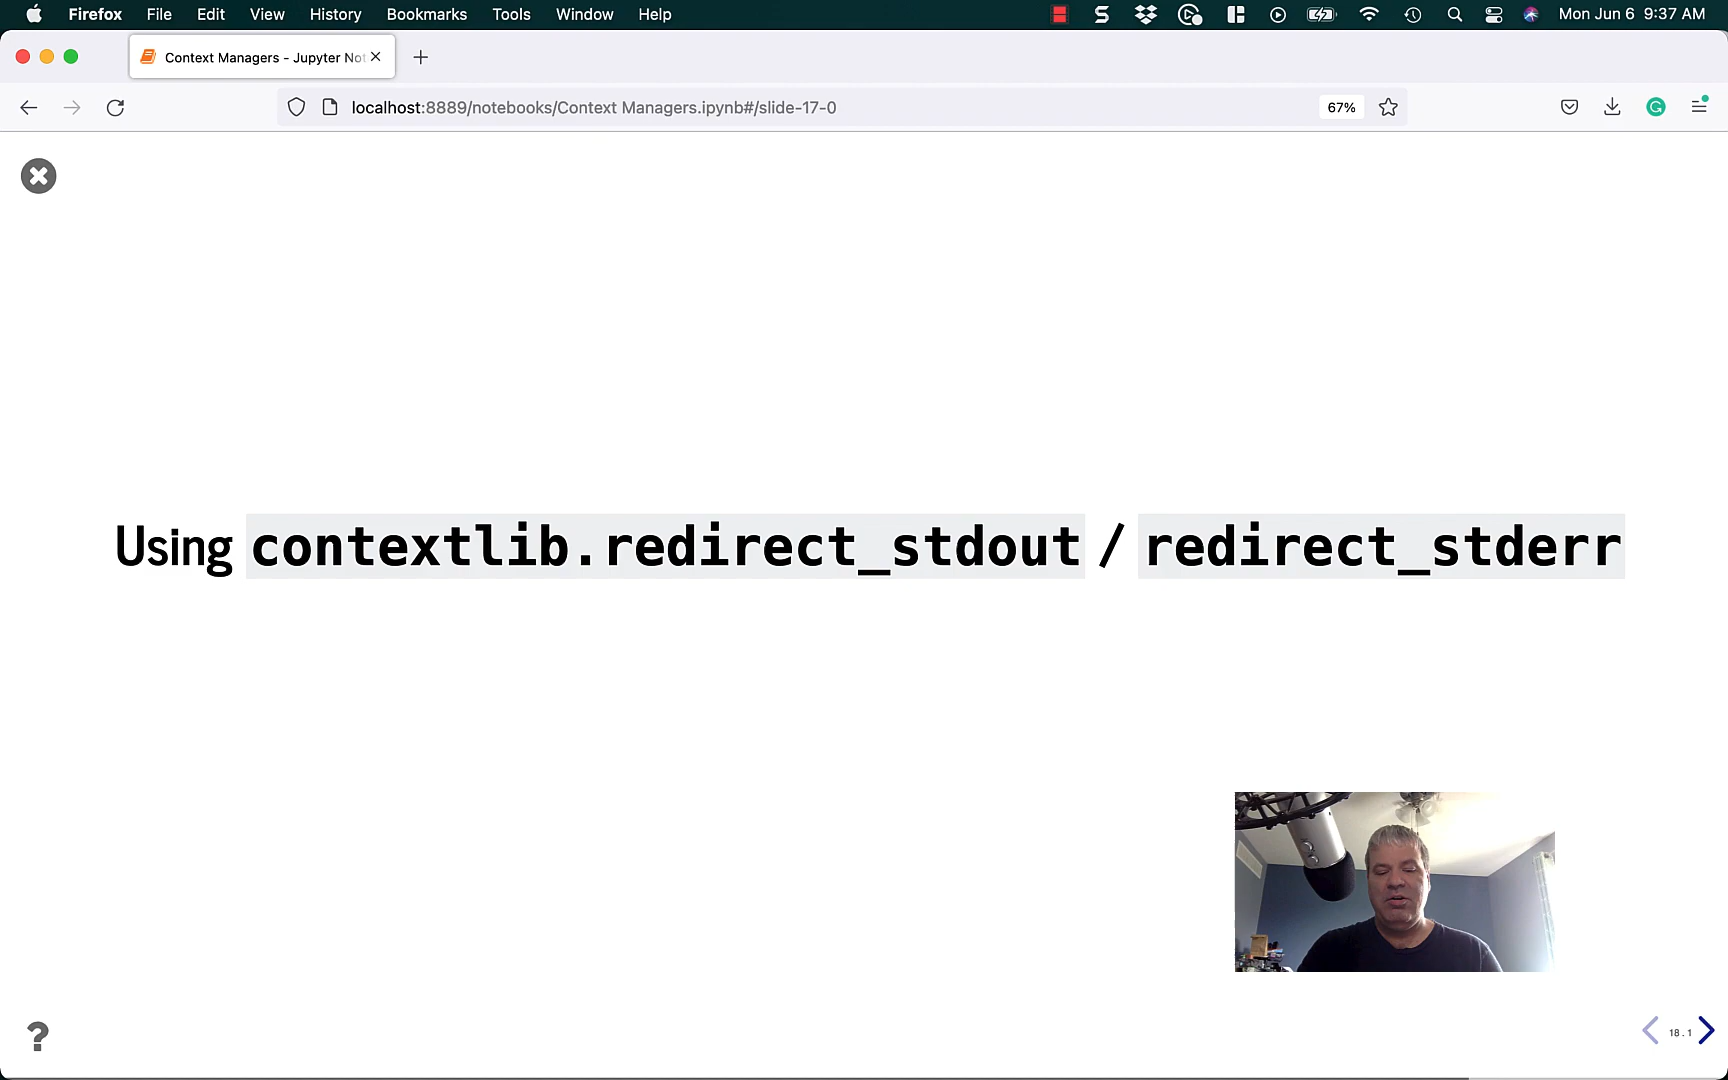 Firefox File Edit View History Bookmarks Tools Window Help Mon Jun 6 9:37 AM
Context Managers - Jupyter Not
localhost:8889/notebooks/Context Managers.ipynb#/slide-17-0 67%
Using contextlib.redirect_stdout / redirect_stderr
? 18.1